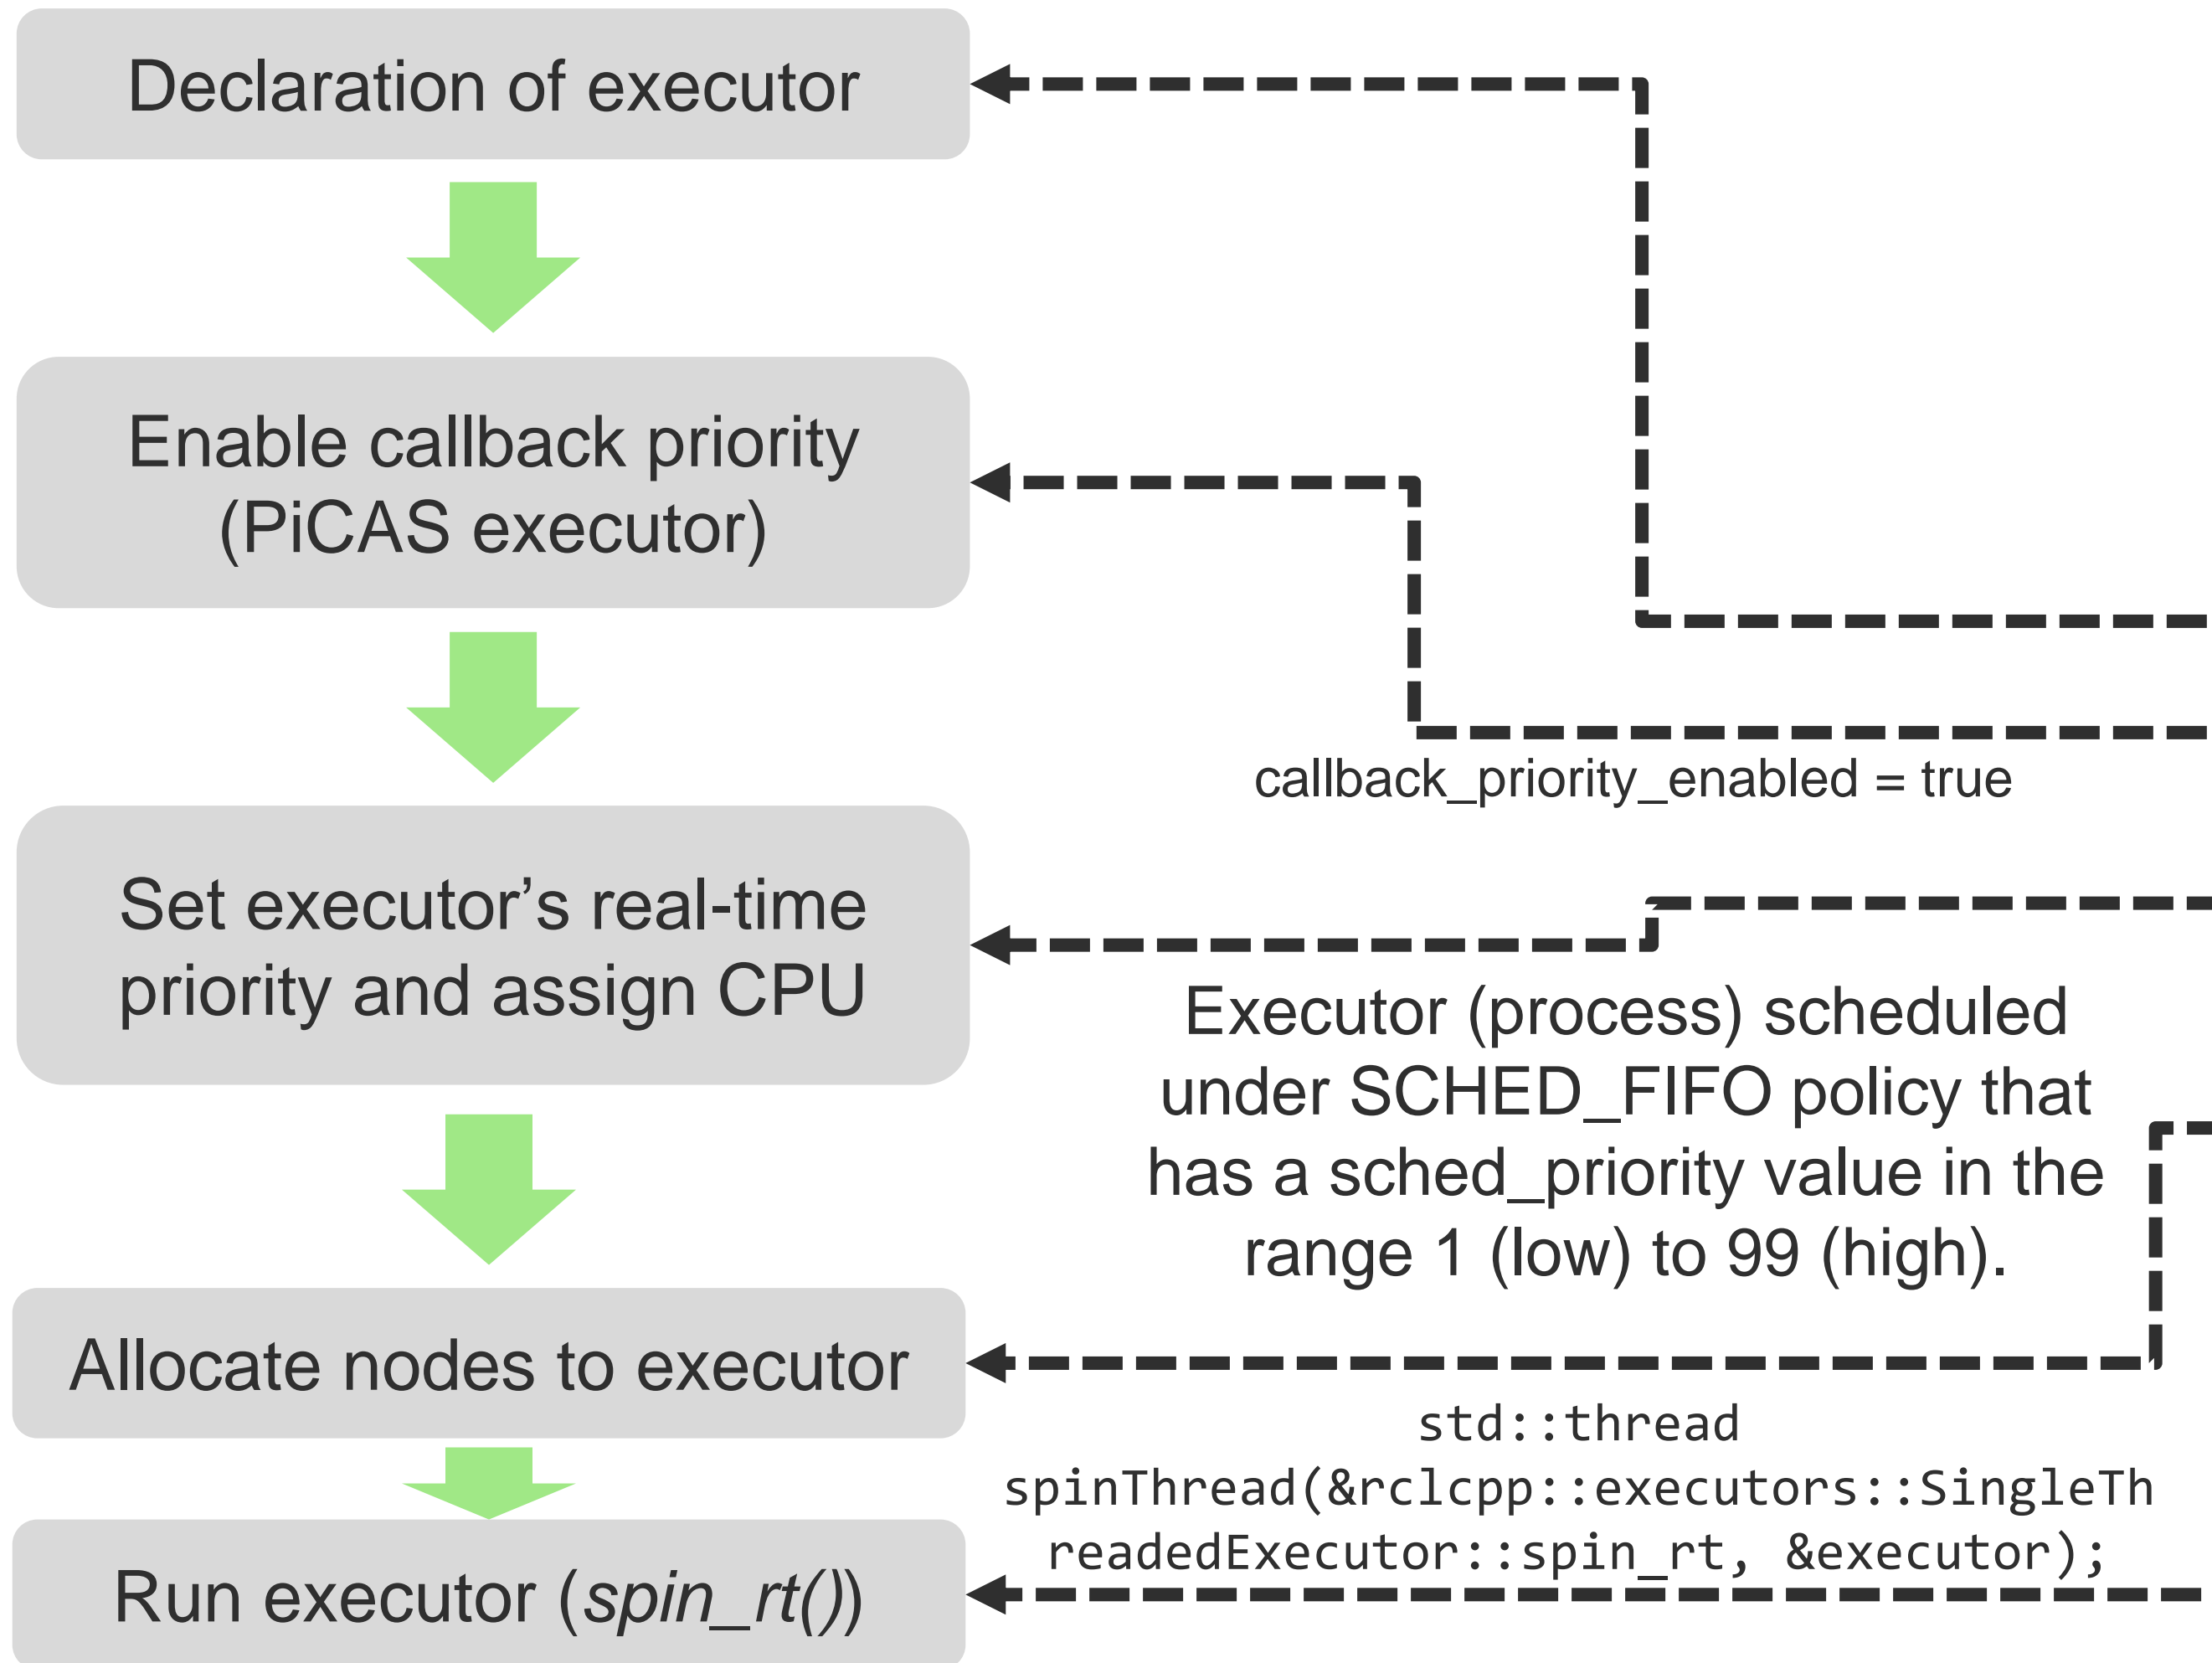 Declaration of executor
Enable callback priority
(PiCAS executor)
callback_priority_enabled = true
Set executor’s real-time
priority and assign CPU
Executor (process) scheduled
under SCHED_FIFO policy that
has a sched_priority value in the
range 1 (low) to 99 (high).
Allocate nodes to executor
std::thread
spinThread(&rclcpp::executors::SingleTh
readedExecutor::spin_rt, &executor);
Run executor (spin_rt())